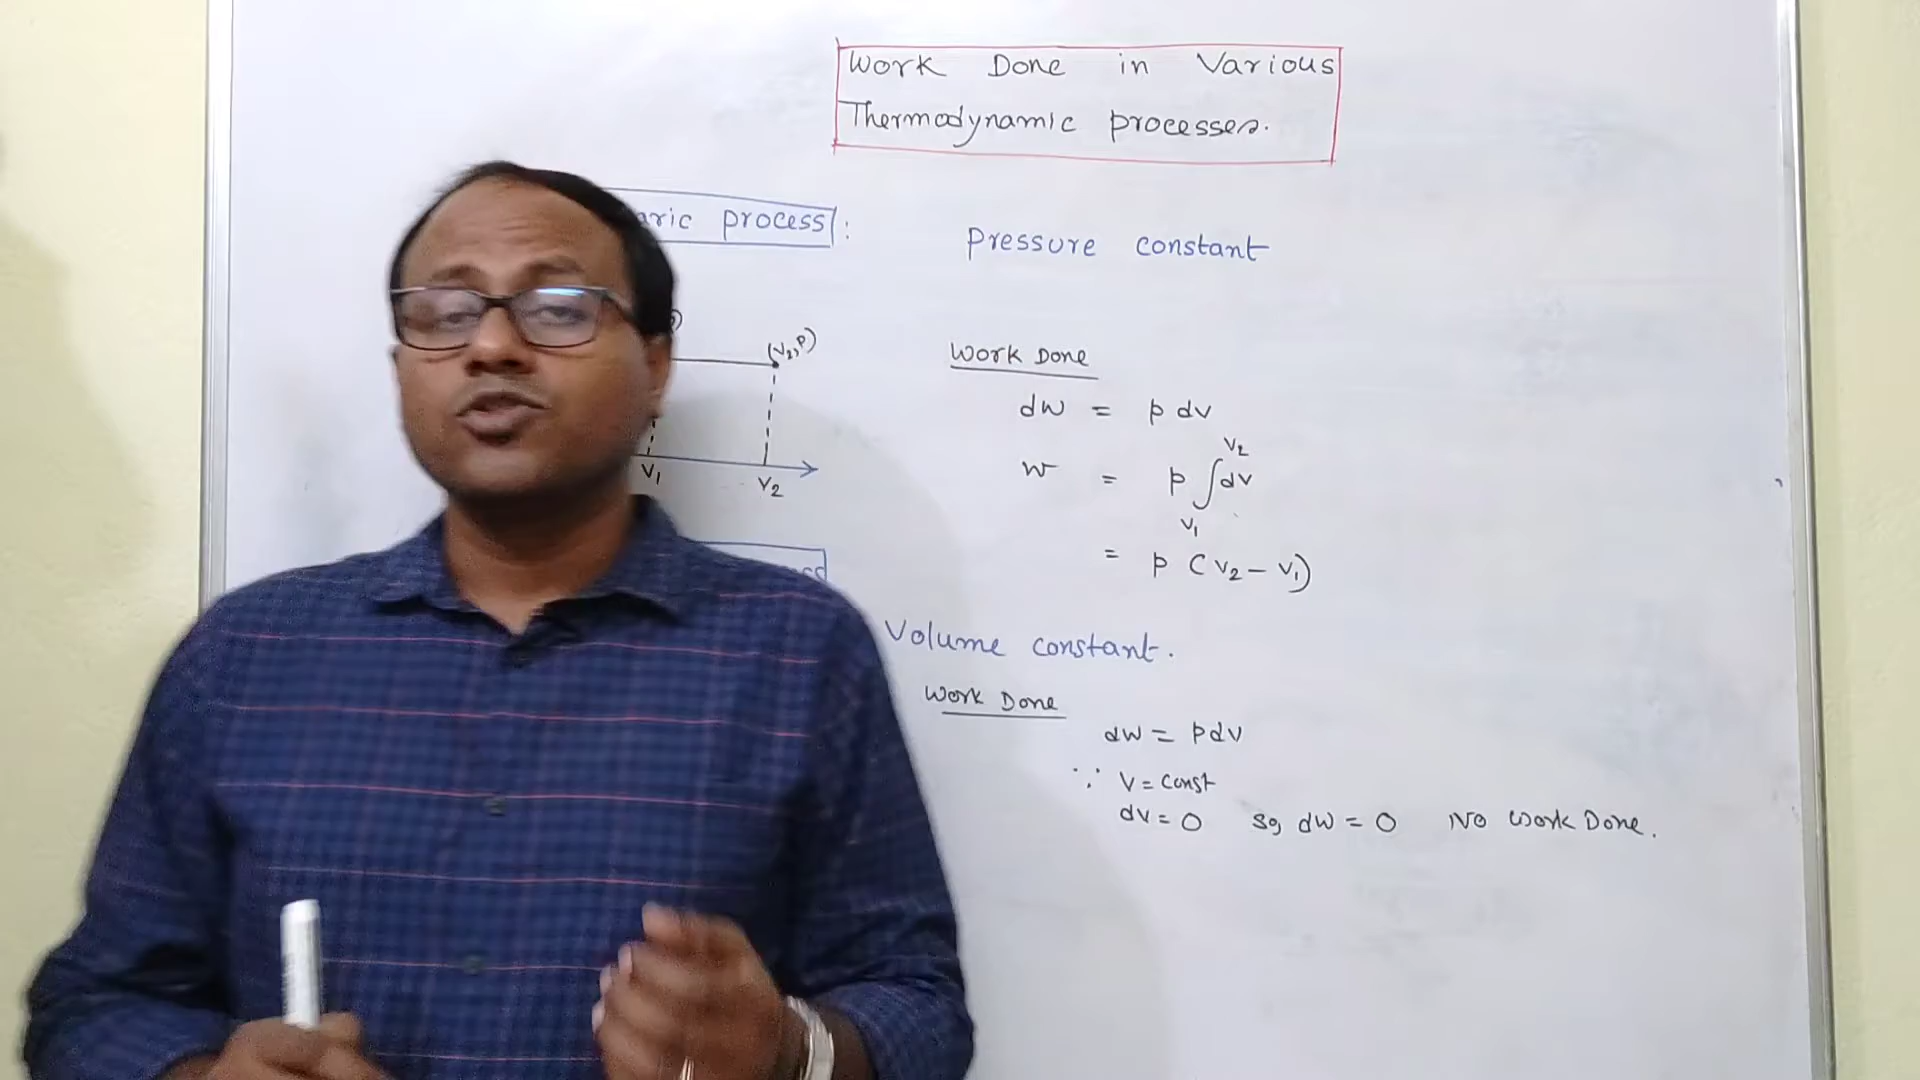 Work Done in Various
Thermodynamic processes.
aric process :
Pressure constant
(V2, P)
V1
V2
Work Done
dw = p dv
V2
w = p ∫dv
V1
= p (V2 - V1)
Volume constant.
Work Done
dw = pdv
∵ V = const
dv = 0 so, dw = 0 No Work Done.